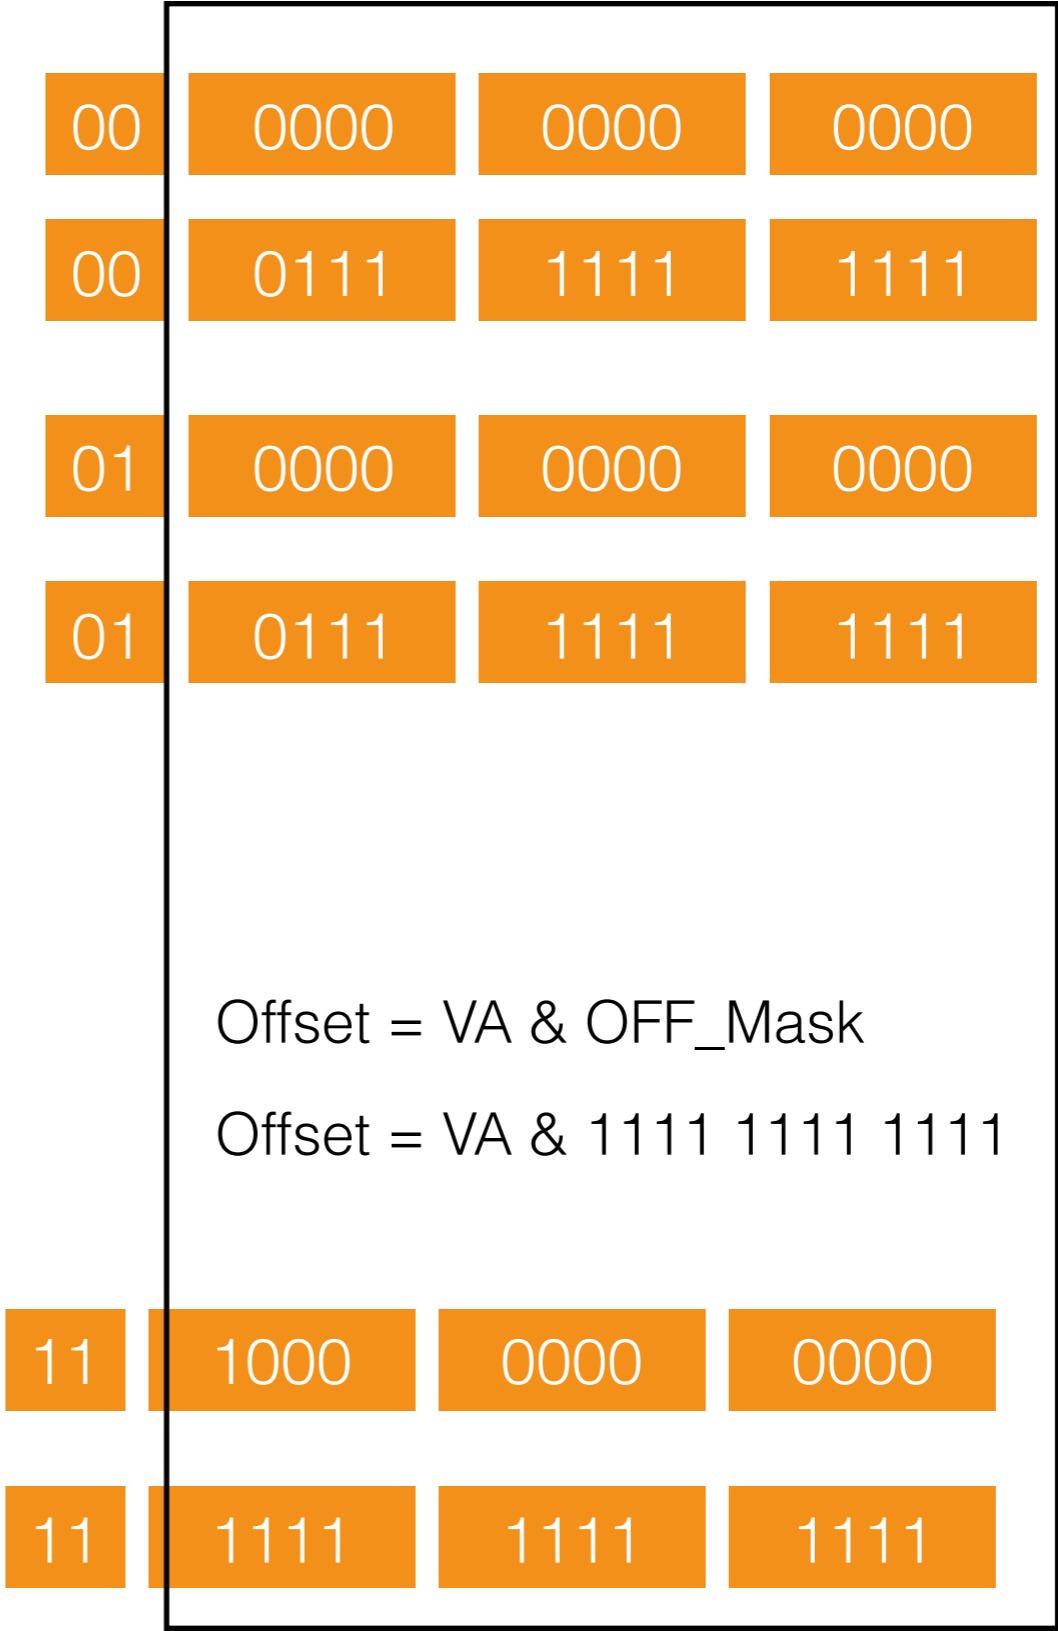 00 0000 0000 0000
00 0111 1111 1111
01 0000 0000 0000
01 0111 1111 1111
Offset = VA & OFF_Mask
Offset = VA & 1111 1111 1111
11 1000 0000 0000
11 1111 1111 1111